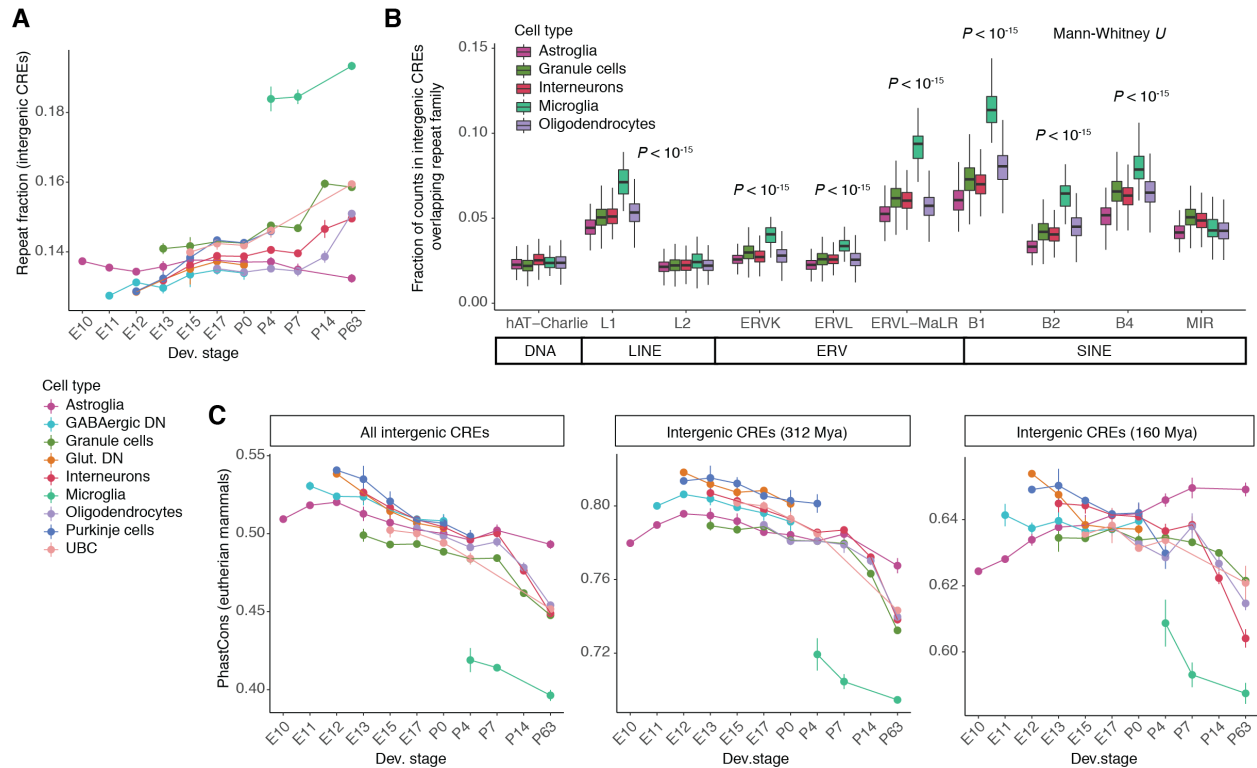 A
Repeat fraction (intergenic CREs)
0.18
0.16
0.14
E10
E11
E12
E13
E15
E17
P0
P4
P7
P14
P63
Dev. stage
B
Fraction of counts in intergenic CREs
overlapping repeat family
0.15
0.10
0.05
0.00
Cell type
Astroglia
Granule cells
Interneurons
Microglia
Oligodendrocytes
Mann-Whitney U
P < 10⁻¹⁵
P < 10⁻¹⁵
P < 10⁻¹⁵
P < 10⁻¹⁵
P < 10⁻¹⁵
P < 10⁻¹⁵
P < 10⁻¹⁵
hAT−Charlie
L1
L2
ERVK
ERVL
ERVL−MaLR
B1
B2
B4
MIR
DNA
LINE
ERV
SINE
Cell type
Astroglia
GABAergic DN
Granule cells
Glut. DN
Interneurons
Microglia
Oligodendrocytes
Purkinje cells
UBC
C
PhastCons (eutherian mammals)
All intergenic CREs
0.55
0.50
0.45
0.40
E10
E11
E12
E13
E15
E17
P0
P4
P7
P14
P63
Dev. stage
Intergenic CREs (312 Mya)
0.80
0.76
0.72
E10
E11
E12
E13
E15
E17
P0
P4
P7
P14
P63
Dev.stage
Intergenic CREs (160 Mya)
0.64
0.62
0.60
E10
E11
E12
E13
E15
E17
P0
P4
P7
P14
P63
Dev.stage